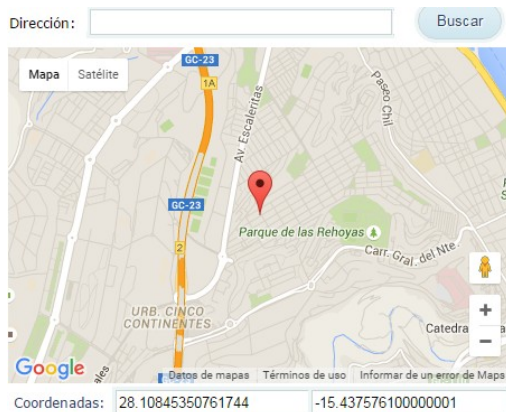 Dirección:
Buscar
Mapa Satélite
GC-23
1A
Av. Escaleritas
Paseo Chil
GC-23
Parque de las Rehoyas
Carr. Gral. del Nte.
2
URB. CINCO
CONTINENTES
Catedra
Google
Datos de mapas Términos de uso Informar de un error de Maps
Coordenadas: 28.10845350761744 -15.437576100000001